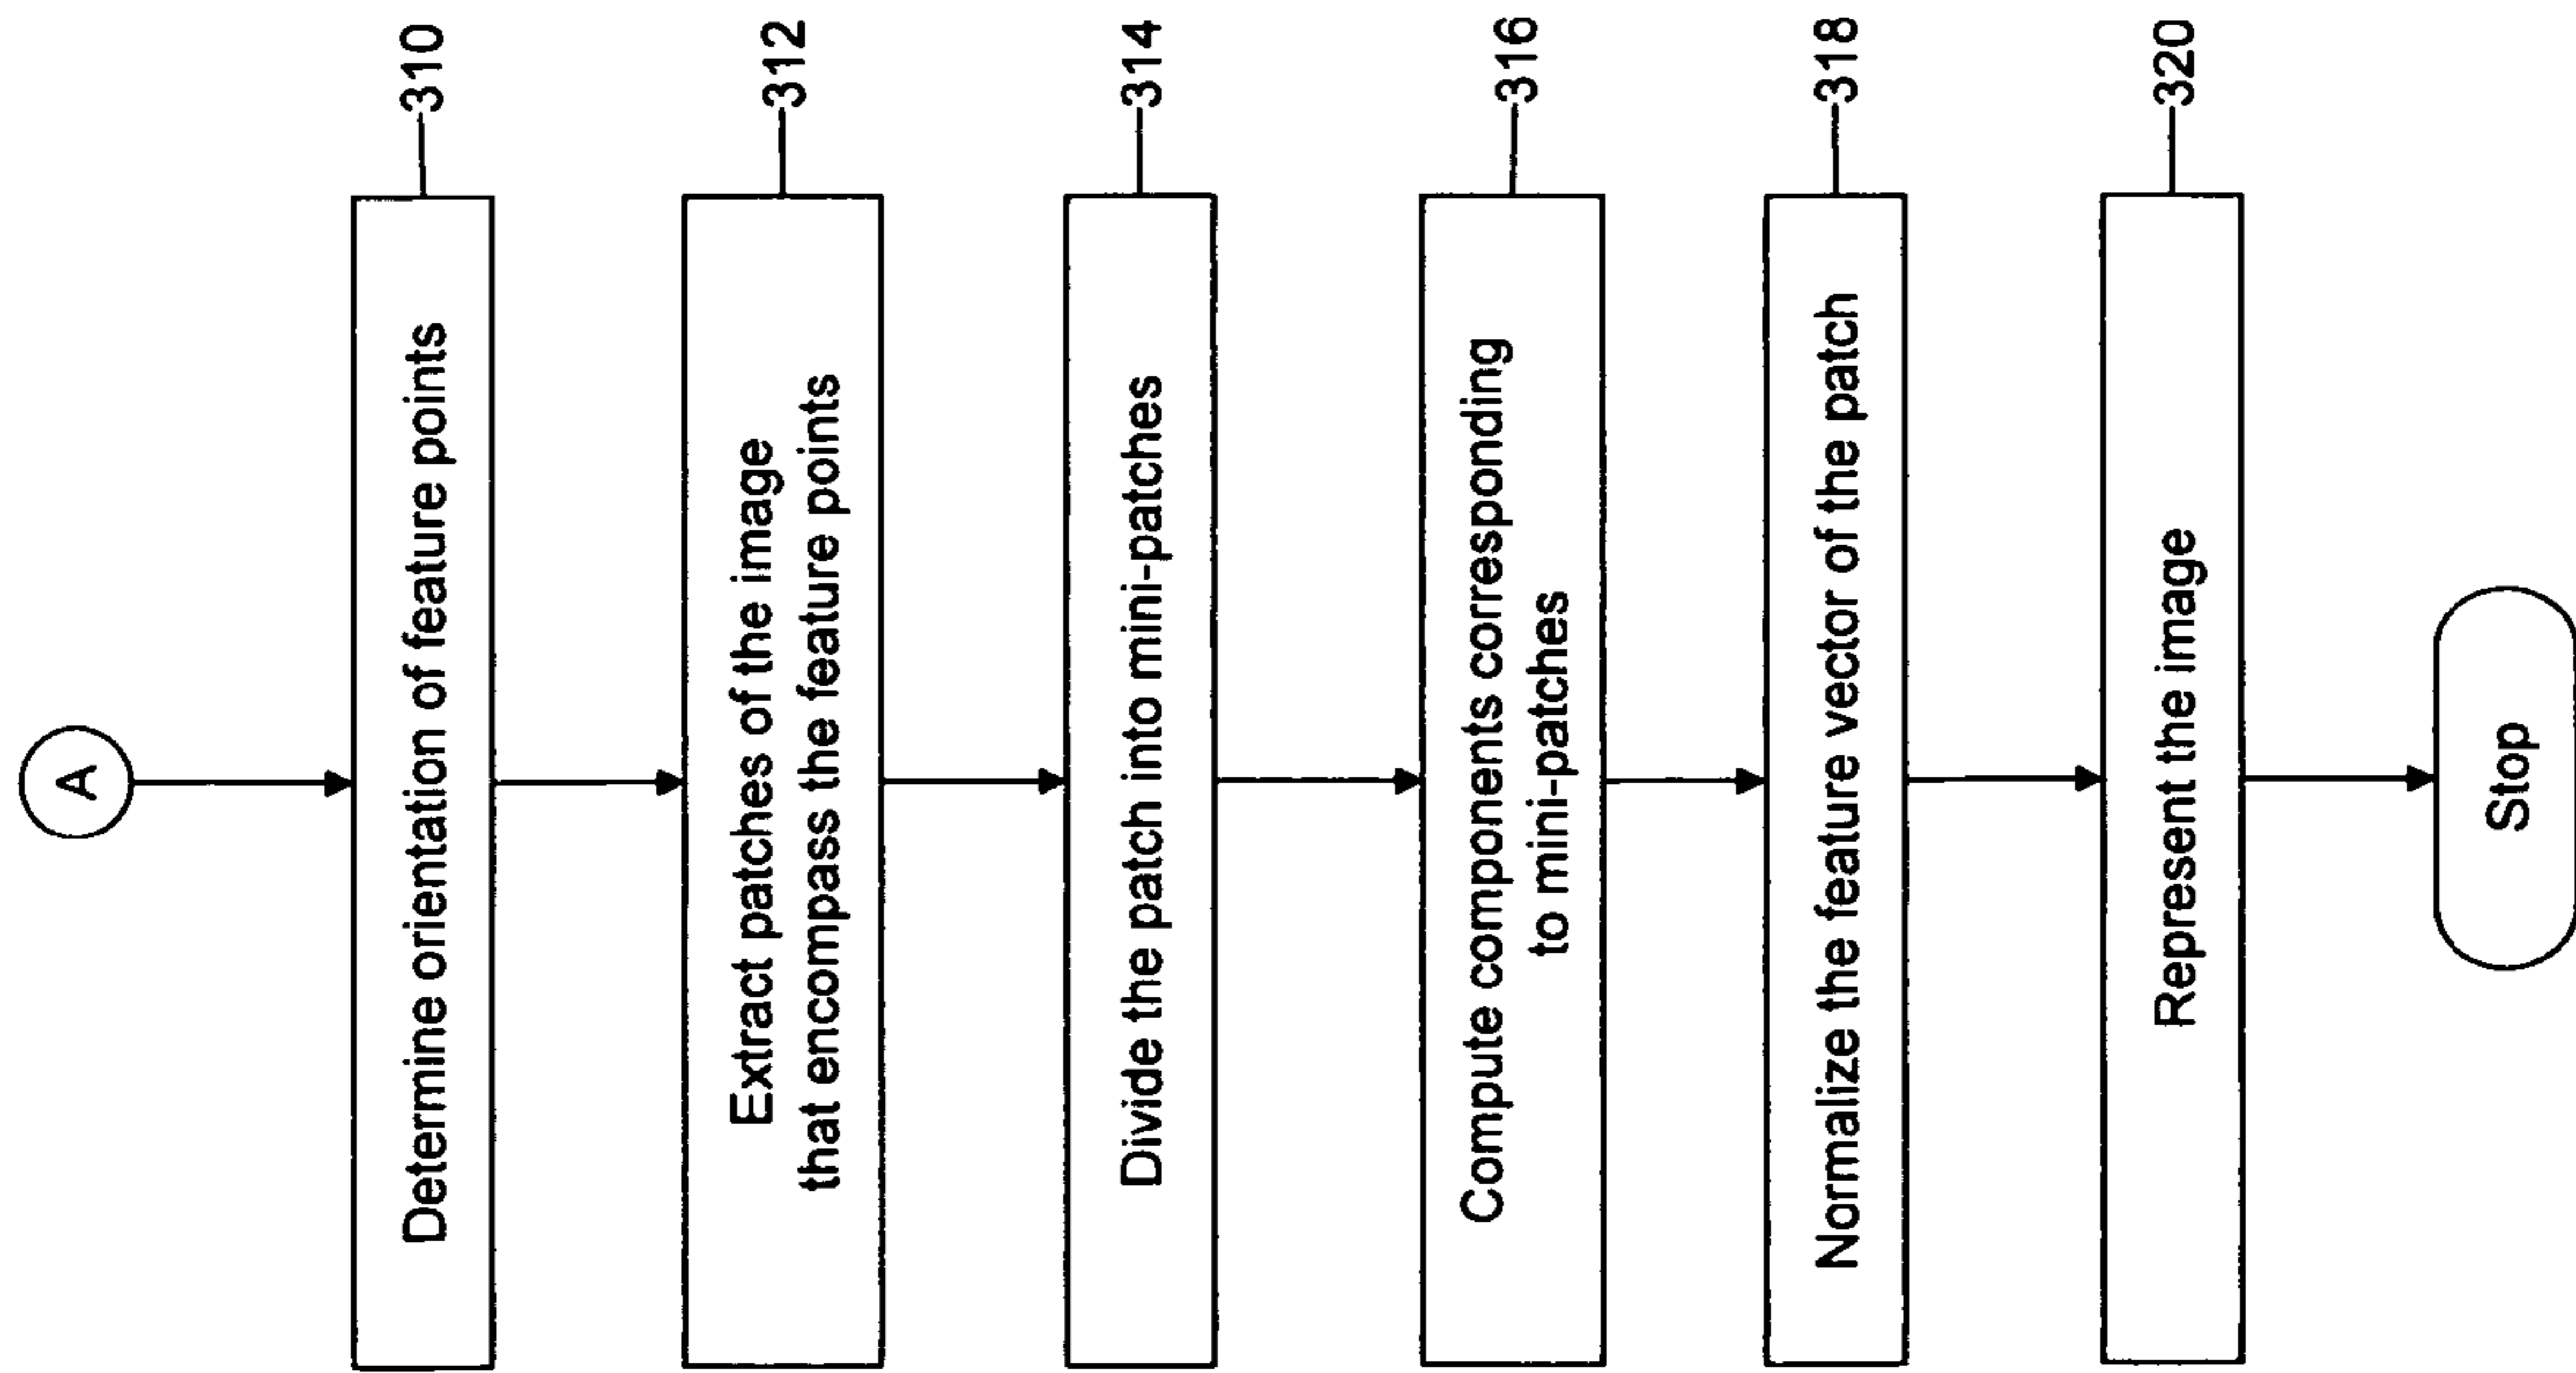 A
Determine orientation of feature points
310
Extract patches of the image
that encompass the feature points
312
Divide the patch into mini-patches
314
Compute components corresponding
to mini-patches
316
Normalize the feature vector of the patch
318
Represent the image
320
Stop